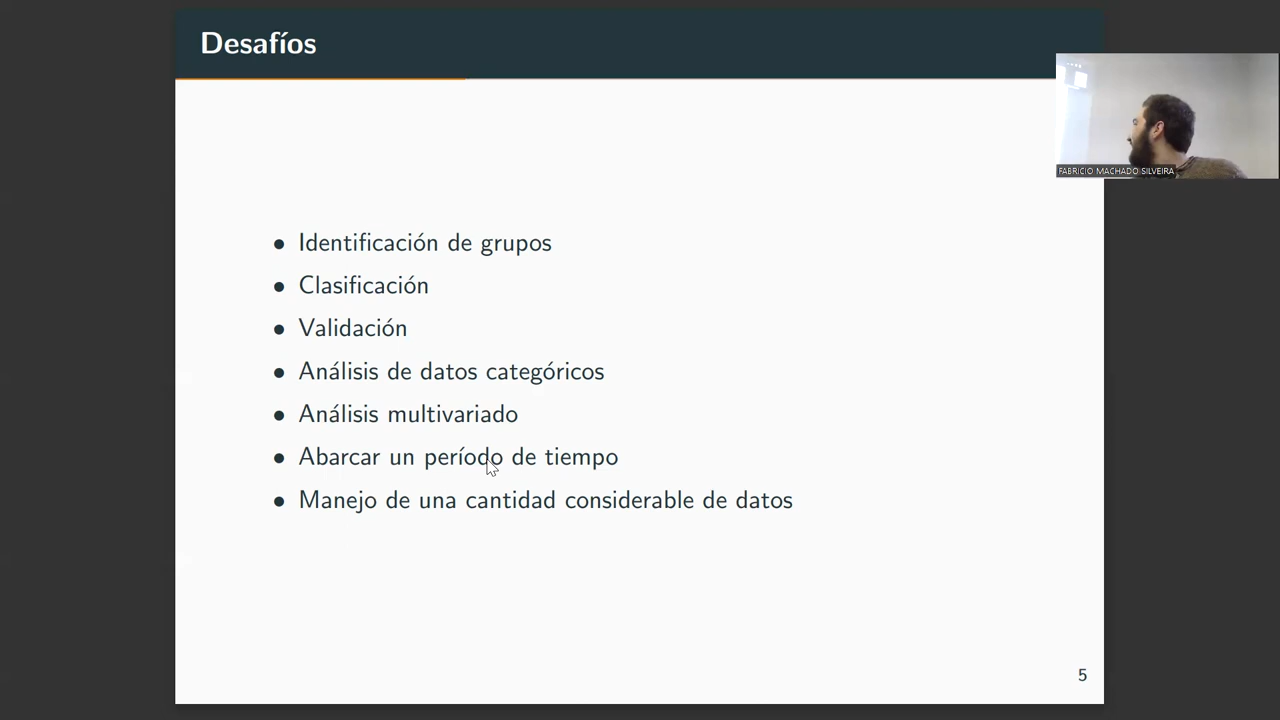 Desafíos
FABRICIO MACHADO SILVEIRA
• Identificación de grupos
• Clasificación
• Validación
• Análisis de datos categóricos
• Análisis multivariado
• Abarcar un período de tiempo
• Manejo de una cantidad considerable de datos
5